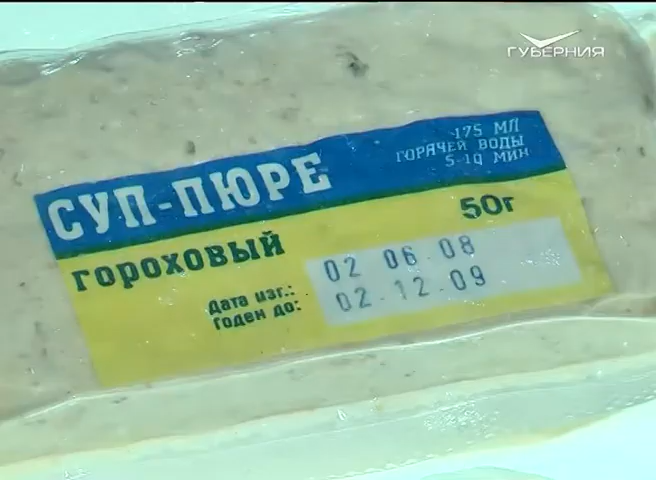 ГУБЕРНИЯ
175 МЛ
ГОРЯЧЕЙ ВОДЫ
5-10 МИН
СУП-ПЮРЕ
50г
гороховый
Дата изг.: 02 06 08
Годен до: 02.12.09